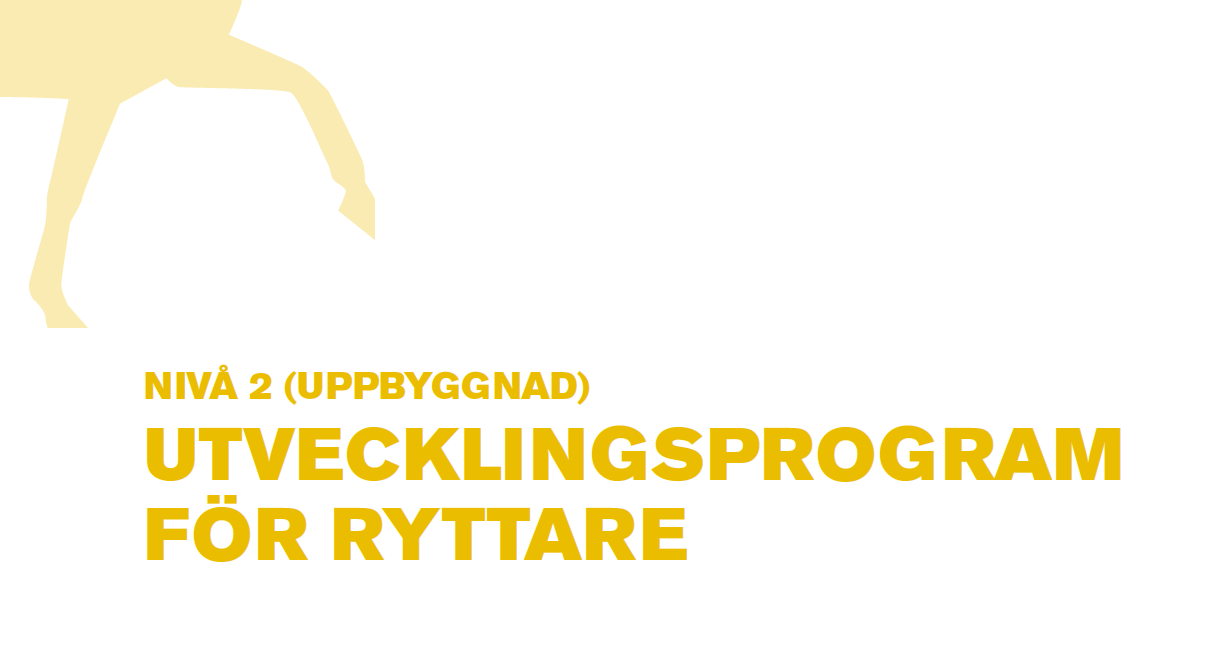 NIVÅ 2 (UPPBYGGNAD)
UTVECKLINGSPROGRAM
FÖR RYTTARE